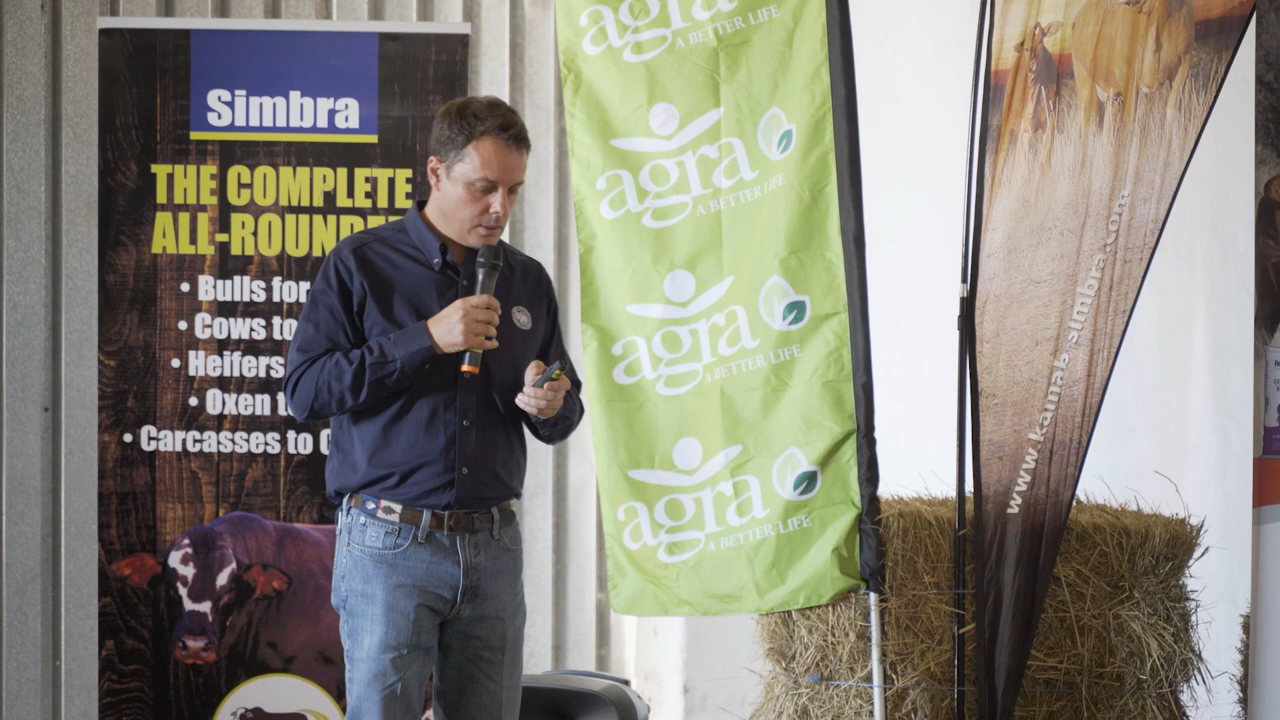 Simbra
THE COMPLETE
ALL-ROUNDE
• Bulls for
• Cows to
• Heifers
• Oxen t
• Carcasses to C
agra
A BETTER LIFE
agra
A BETTER LIFE
agra
A BETTER LIFE
agra
A BETTER LIFE
www.kainab-simbra.com